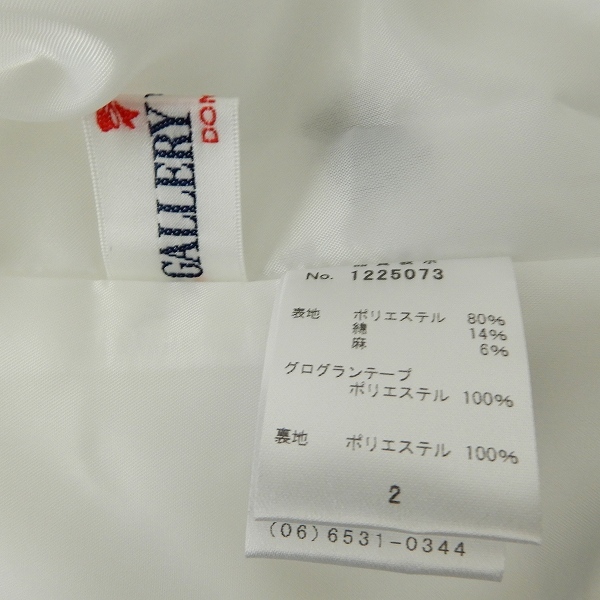 GALLERY
No. 1225073
表地 ポリエステル 80%
綿 14%
麻 6%
グログランテープ
ポリエステル 100%
裏地 ポリエステル 100%
2
(06)6531-0344